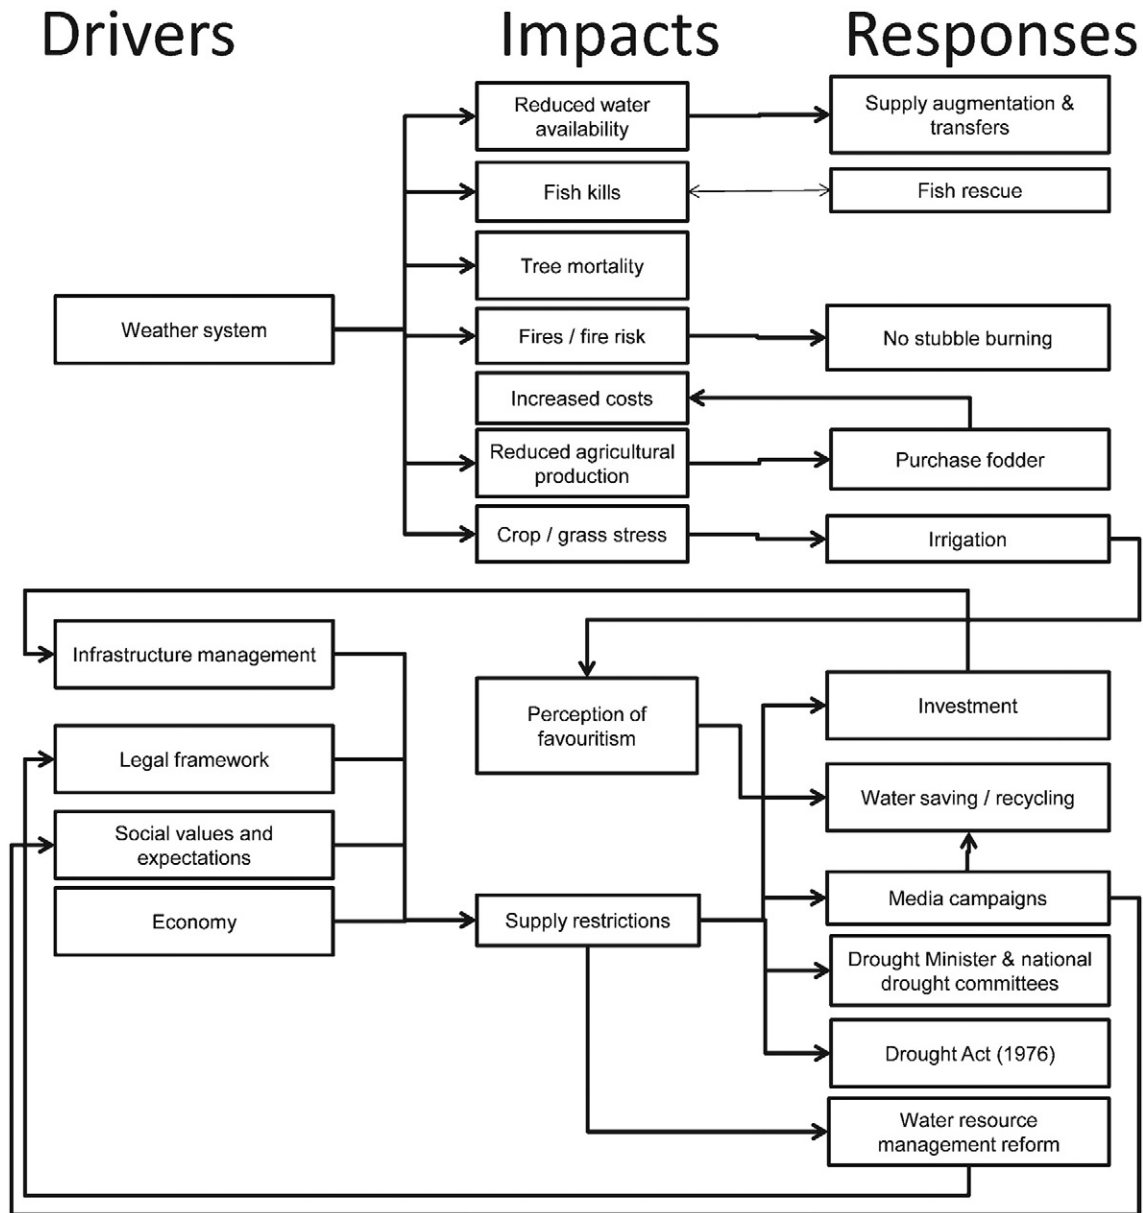 Drivers
Impacts
Responses
Reduced water
availability
Supply augmentation &
transfers
Fish kills
Fish rescue
Tree mortality
Weather system
Fires / fire risk
No stubble burning
Increased costs
Reduced agricultural
production
Purchase fodder
Crop / grass stress
Irrigation
Infrastructure management
Perception of
favouritism
Investment
Legal framework
Water saving / recycling
Social values and
expectations
Media campaigns
Economy
Supply restrictions
Drought Minister & national
drought committees
Drought Act (1976)
Water resource
management reform